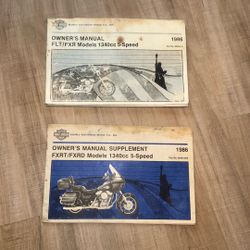 OWNER'S MANUAL
1986
FLT/FXR Models 1340cc 5-Speed
OWNER'S MANUAL SUPPLEMENT
1986
FXRT/FXRD Models 1340cc 5-Speed